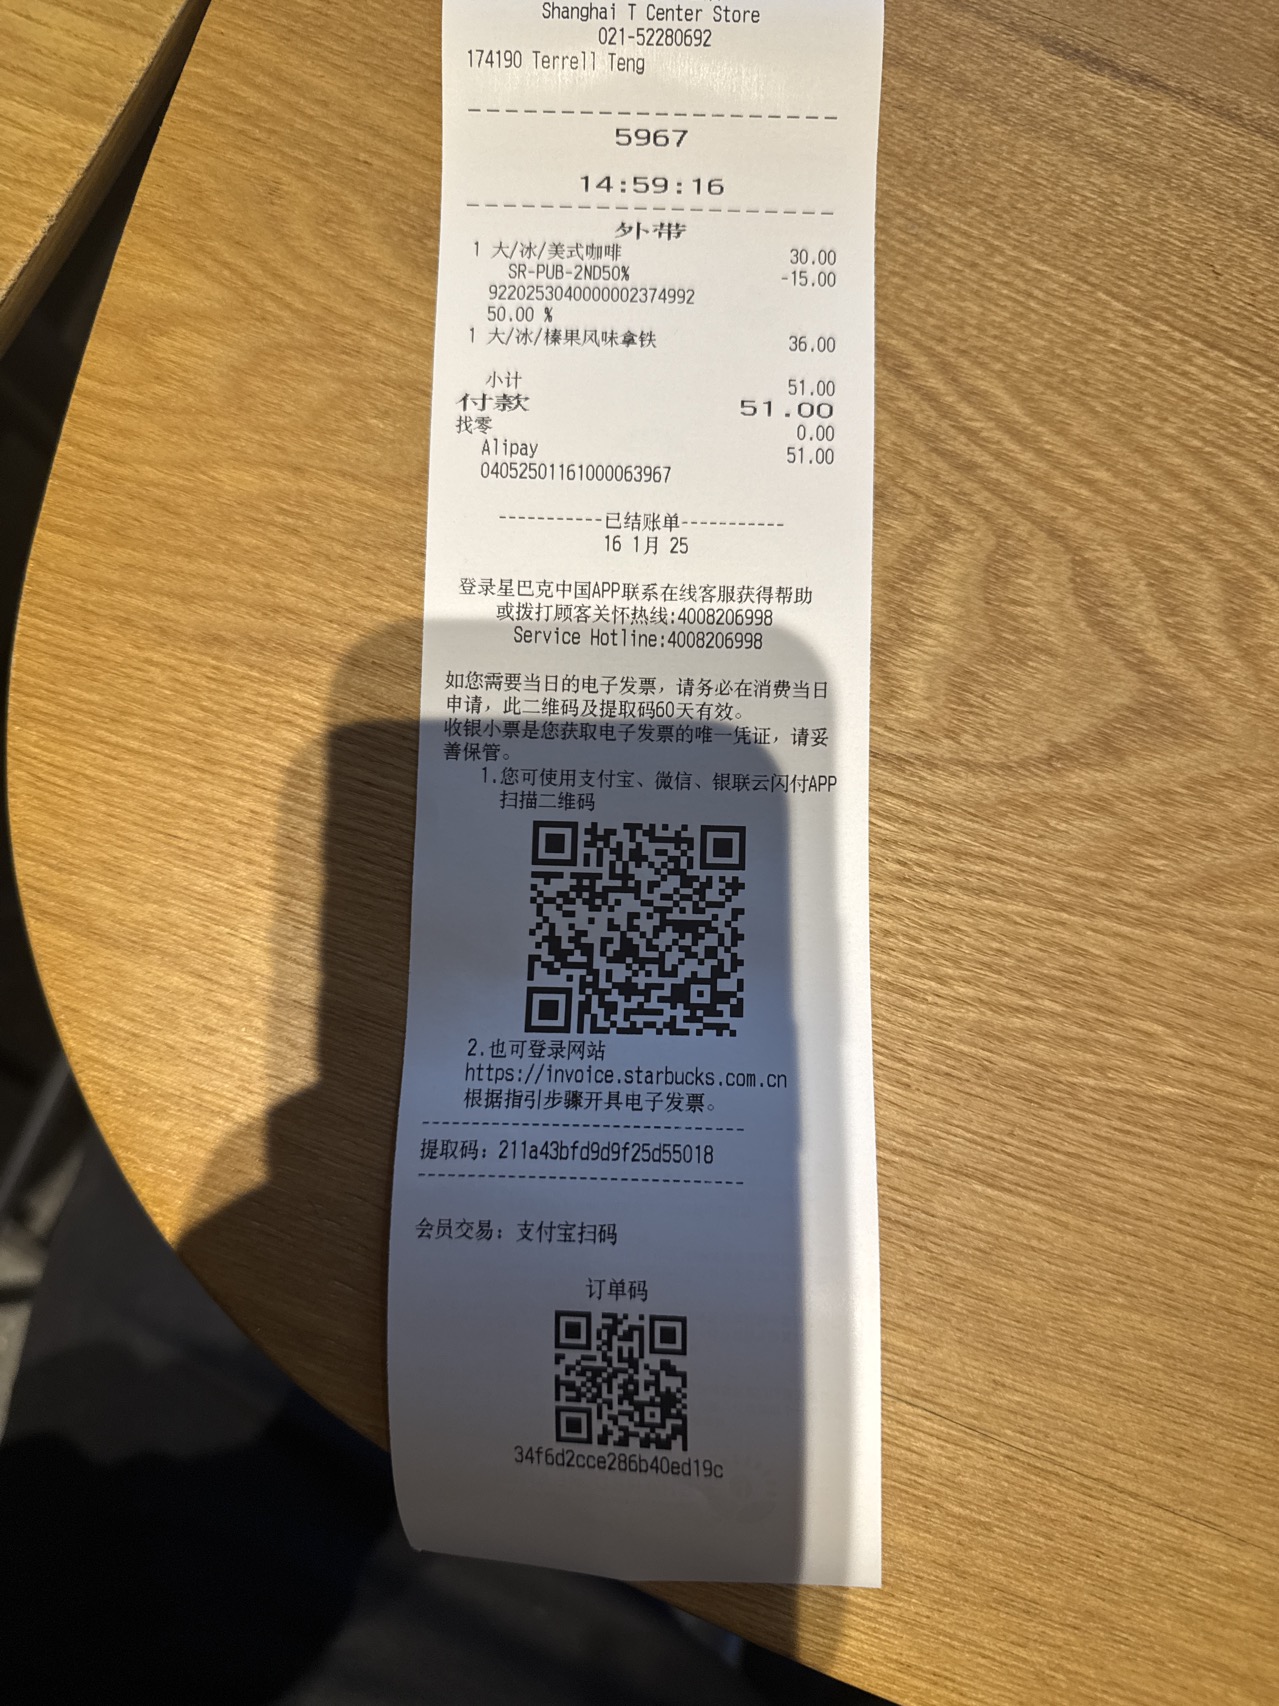 Shanghai T Center Store
021-52280692
174190 Terrell Teng
5967
14:59:16
外带
1 大/冰/美式咖啡 30.00
SR-PUB-2ND50% -15.00
9220253040000002374992
50.00 %
1 大/冰/榛果风味拿铁 36.00
小计 51.00
付款 51.00
找零 0.00
Alipay 51.00
04052501161000063967
-----------已结账单-----------
16 1月 25
登录星巴克中国APP联系在线客服获得帮助
或拨打顾客关怀热线:4008206998
Service Hotline:4008206998
如您需要当日的电子发票，请务必在消费当日
申请，此二维码及提取码60天有效。
收银小票是您获取电子发票的唯一凭证，请妥
善保管。
1.您可使用支付宝、微信、银联云闪付APP
扫描二维码
2.也可登录网站
https://invoice.starbucks.com.cn
根据指引步骤开具电子发票。
提取码：211a43bfd9d9f25d55018
会员交易：支付宝扫码
订单码
34f6d2cce286b40ed19c